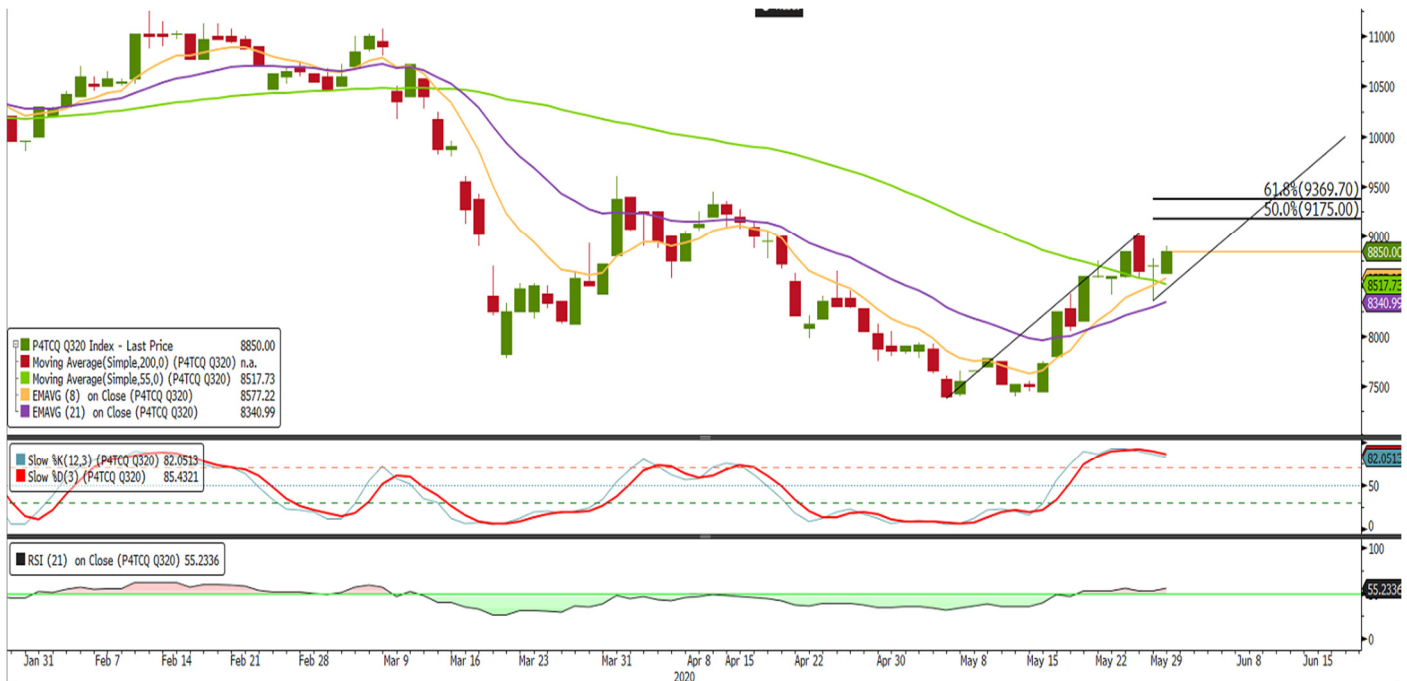 11000
10500
10000
61.8%(9369.70)
9500
50.0%(9175.00)
9000
8850.00
8517.73
8340.99
8000
7500
P4TCQ Q320 Index - Last Price 8850.00
Moving Average(Simple,200,0) (P4TCQ Q320) n.a.
Moving Average(Simple,55,0) (P4TCQ Q320) 8517.73
EMAVG (8) on Close (P4TCQ Q320) 8577.22
EMAVG (21) on Close (P4TCQ Q320) 8340.99
Slow %K(12,3) (P4TCQ Q320) 82.0513
Slow %D(3) (P4TCQ Q320) 85.4321
82.0513
50
0
RSI (21) on Close (P4TCQ Q320) 55.2336
100
55.2336
0
Jan 31 Feb 7 Feb 14 Feb 21 Feb 28 Mar 9 Mar 16 Mar 23 Mar 31 Apr 8 Apr 15 Apr 22 Apr 30 May 8 May 15 May 22 May 29 Jun 8 Jun 15
2020